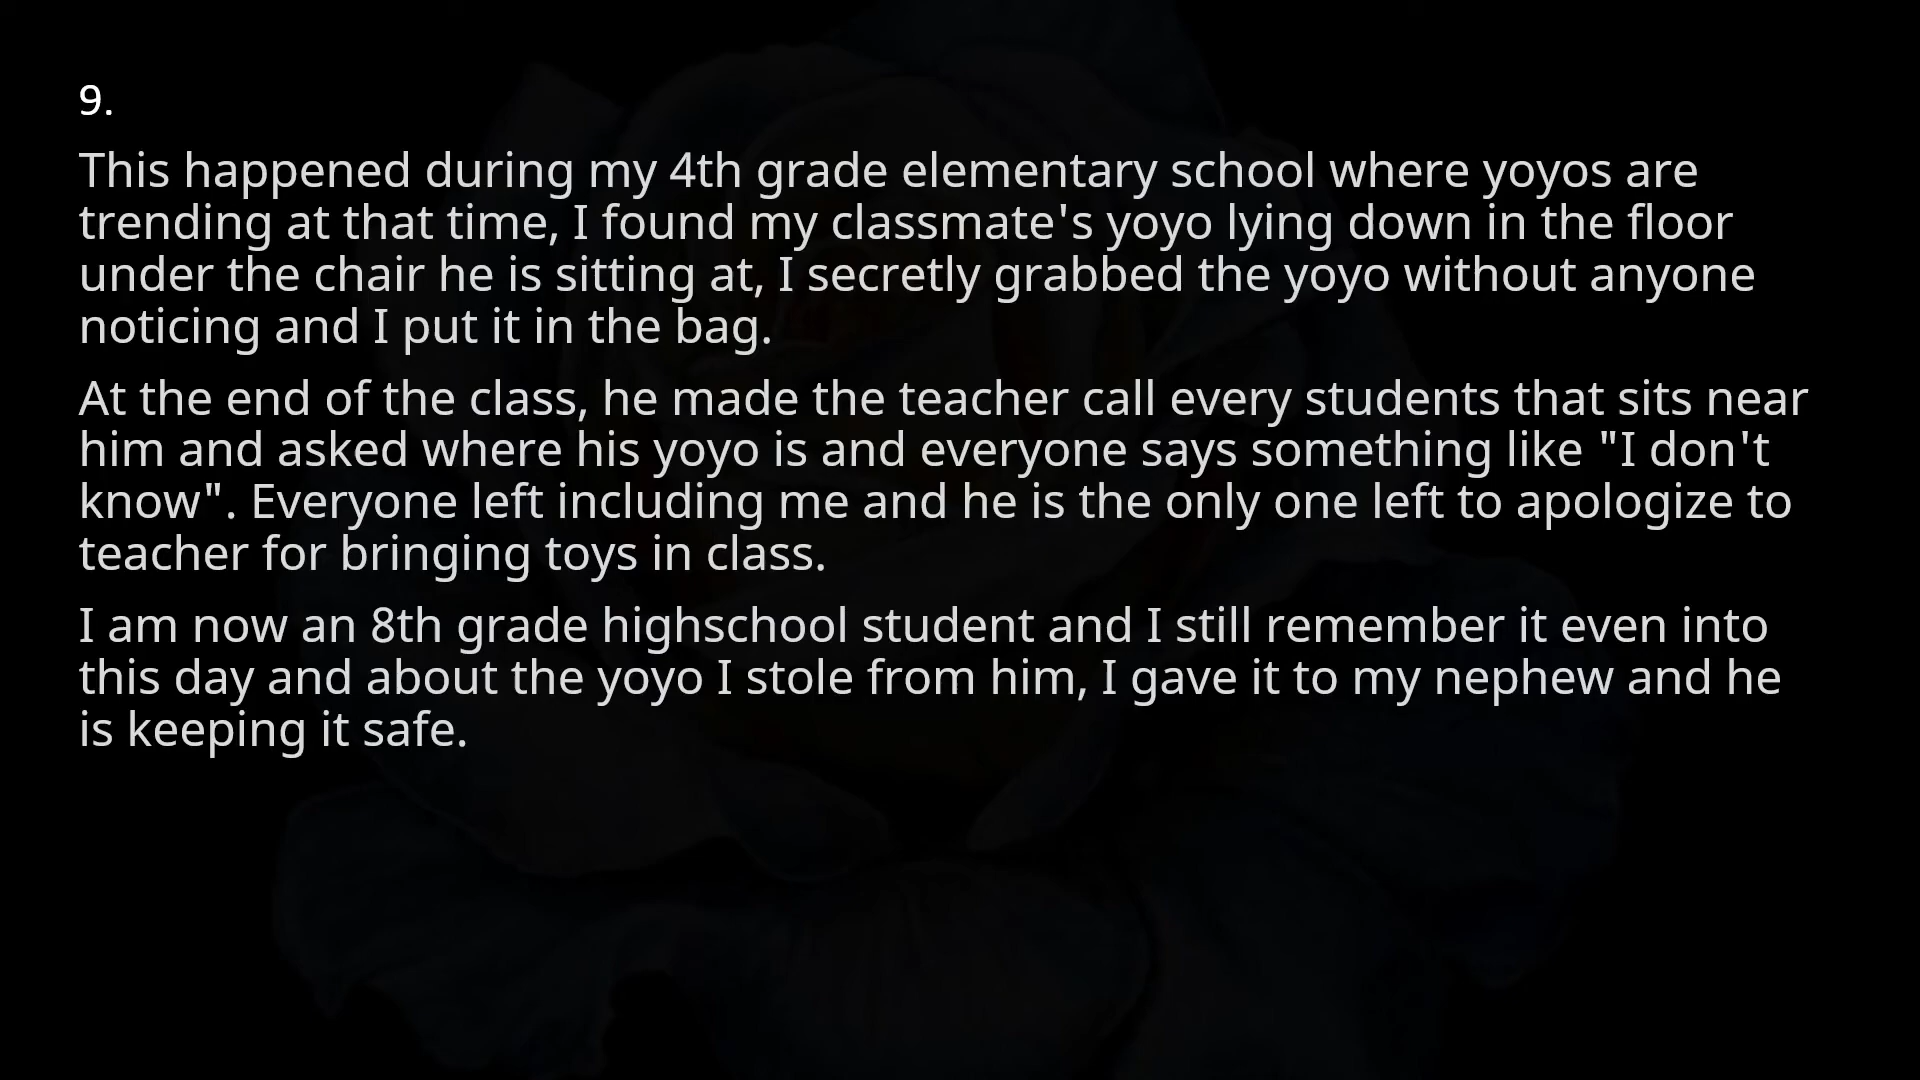 9.
This happened during my 4th grade elementary school where yoyos are
trending at that time, I found my classmate's yoyo lying down in the floor
under the chair he is sitting at, I secretly grabbed the yoyo without anyone
noticing and I put it in the bag.
At the end of the class, he made the teacher call every students that sits near
him and asked where his yoyo is and everyone says something like "I don't
know". Everyone left including me and he is the only one left to apologize to
teacher for bringing toys in class.
I am now an 8th grade highschool student and I still remember it even into
this day and about the yoyo I stole from him, I gave it to my nephew and he
is keeping it safe.